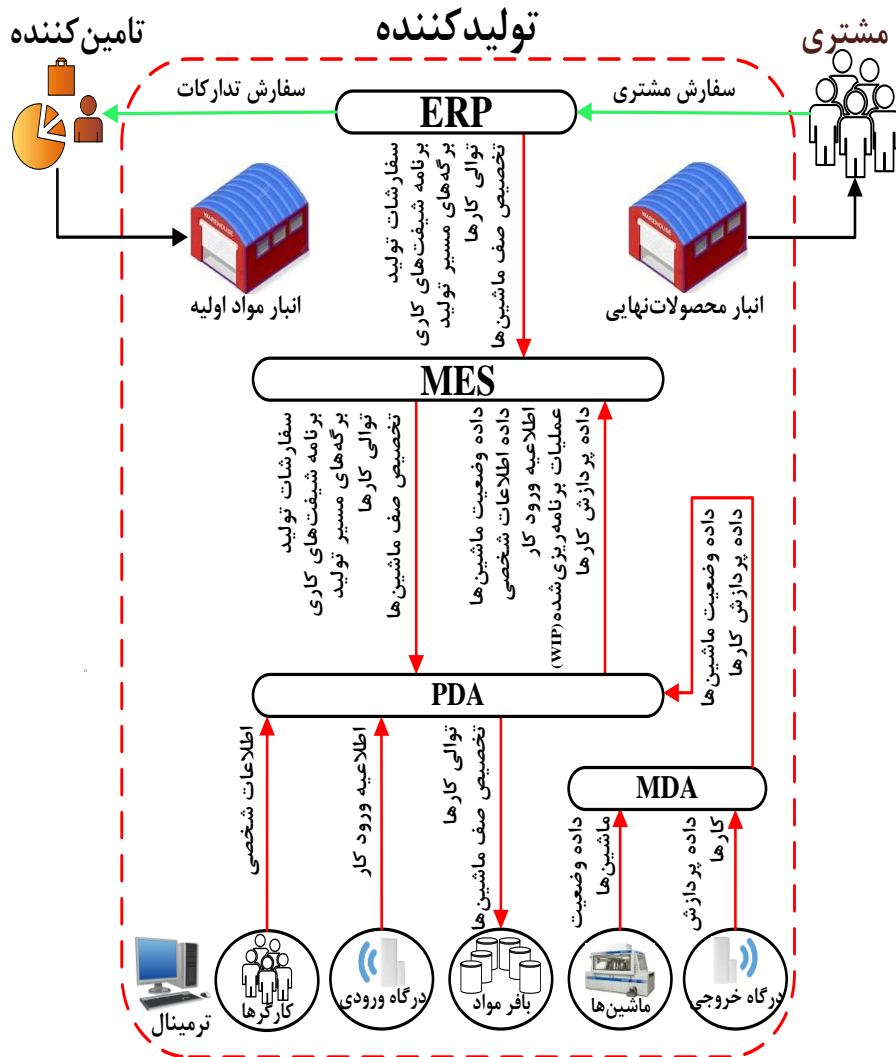 تامین‌کننده
تولیدکننده
مشتری
سفارش تدارکات
سفارش مشتری
ERP
WAREHOUSE
WAREHOUSE
انبار مواد اولیه
انبار محصولات‌نهایی
سفارشات تولید
برنامه شیفت‌های کاری
برگه‌های مسیر تولید
توالی کارها
تخصیص صف ماشین‌ها
MES
سفارشات تولید
برنامه شیفت‌های کاری
برگه‌های مسیر تولید
توالی کارها
تخصیص صف ماشین‌ها
داده وضعیت ماشین‌ها
داده اطلاعات شخصی
اطلاعیه ورود کار
عملیات برنامه‌ریزی‌شده(WIP)
داده پردازش کارها
داده وضعیت ماشین‌ها
داده پردازش کارها
PDA
اطلاعات شخصی
اطلاعیه ورود کار
توالی کارها
تخصیص صف ماشین‌ها
MDA
داده وضعیت
ماشین‌ها
داده پردازش
کارها
ترمینال
کارگرها
درگاه ورودی
بافر مواد
ماشین‌ها
درگاه خروجی